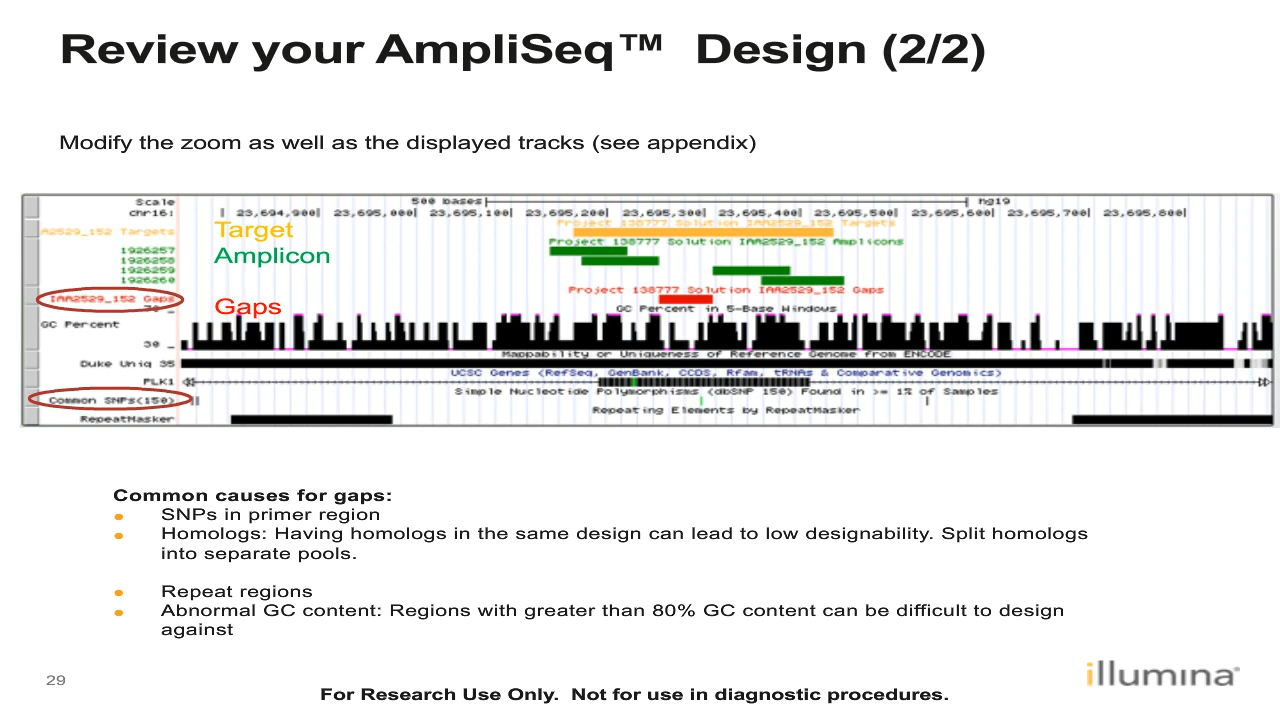 Review your AmpliSeq™ Design (2/2)
Modify the zoom as well as the displayed tracks (see appendix)
Scale 500 bases hg19
chr16: 23,694,900 23,695,000 23,695,100 23,695,200 23,695,300 23,695,400 23,695,500 23,695,600 23,695,700 23,695,800
Target
Project 138777 Solution IAA2529_152 Targets
A2529_152 Targets
Project 138777 Solution IAA2529_152 Amplicons
Amplicon
1926257
1926258
1926259
1926260
Project 138777 Solution IAA2529_152 Gaps
IAA2529_152 Gaps
Gaps
GC Percent in 5-Base Windows
70 _
GC Percent
30 _
Mappability or Uniqueness of Reference Genome from ENCODE
Duke Uniq 35
UCSC Genes (RefSeq, GenBank, CCDS, Rfam, tRNAs & Comparative Genomics)
PLK1
Simple Nucleotide Polymorphisms (dbSNP 150) Found in >= 1% of Samples
Common SNPs(150)
Repeating Elements by RepeatMasker
RepeatMasker
Common causes for gaps:
SNPs in primer region
Homologs: Having homologs in the same design can lead to low designability. Split homologs
into separate pools.
Repeat regions
Abnormal GC content: Regions with greater than 80% GC content can be difficult to design
against
29
illumina®
For Research Use Only. Not for use in diagnostic procedures.